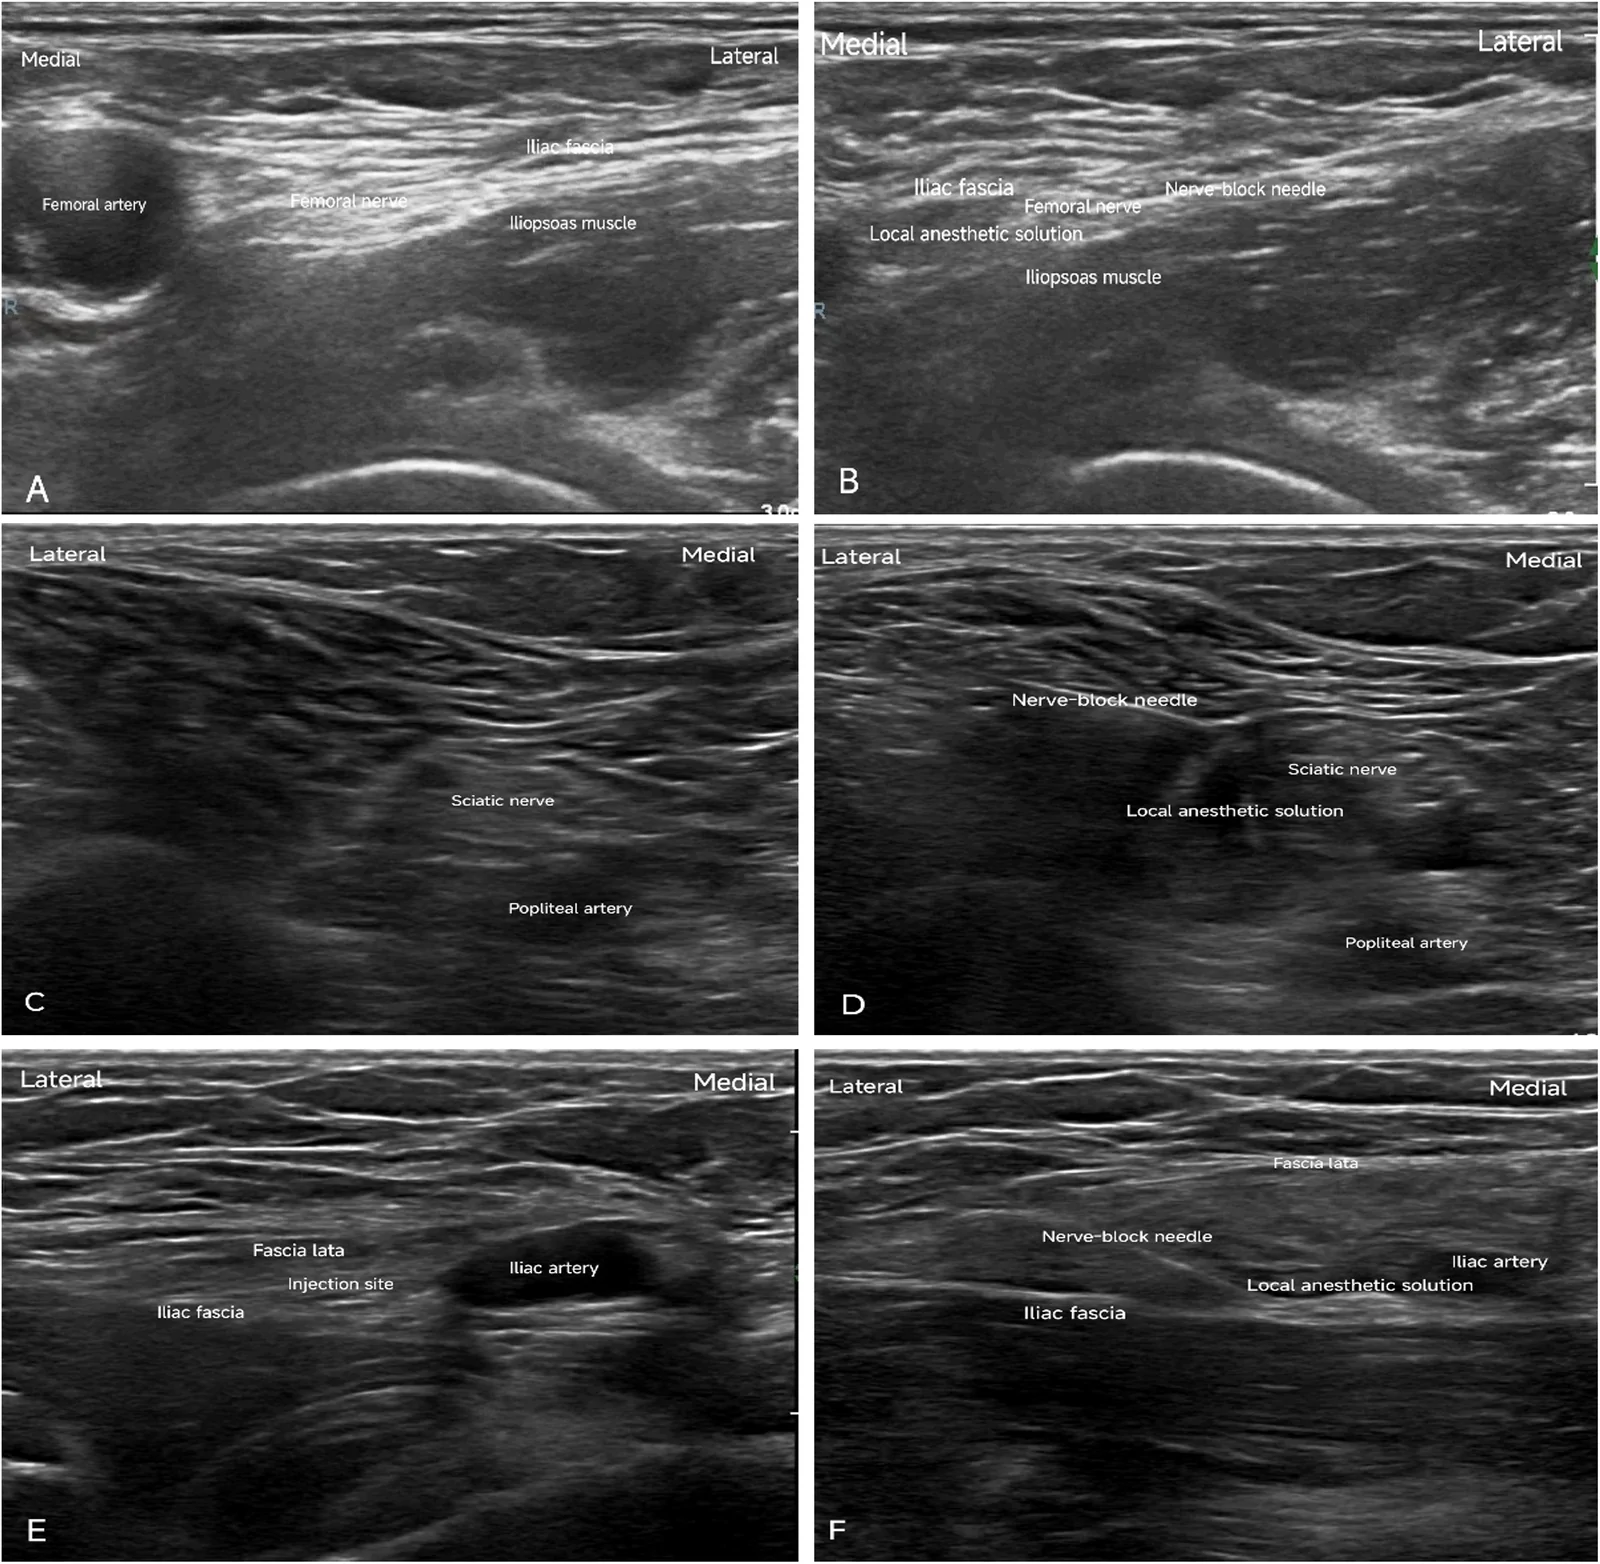 Medial
Lateral
Iliac fascia
Femoral artery
Femoral nerve
Iliopsoas muscle
R
A
Medial
Lateral
Iliac fascia
Nerve-block needle
Femoral nerve
Local anesthetic solution
Iliopsoas muscle
R
B
Lateral
Medial
Sciatic nerve
Popliteal artery
C
Lateral
Medial
Nerve-block needle
Sciatic nerve
Local anesthetic solution
Popliteal artery
D
Lateral
Medial
Fascia lata
Iliac artery
Injection site
Iliac fascia
E
Lateral
Medial
Fascia lata
Nerve-block needle
Iliac artery
Local anesthetic solution
Iliac fascia
F